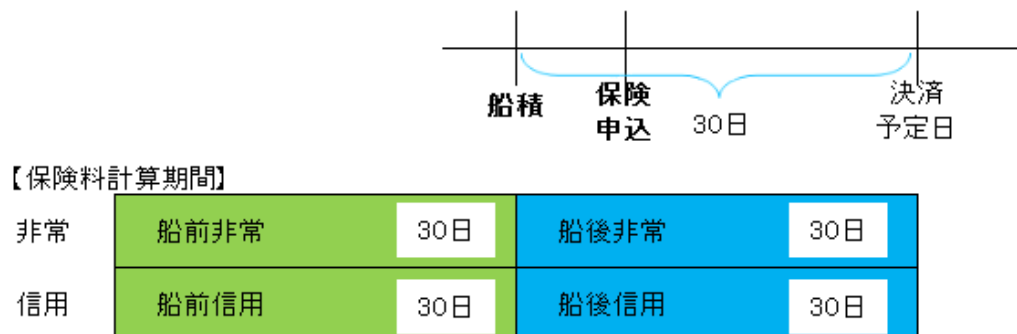 船積
保険
申込
30日
決済
予定日
【保険料計算期間】
非常 船前非常 30日 船後非常 30日
信用 船前信用 30日 船後信用 30日